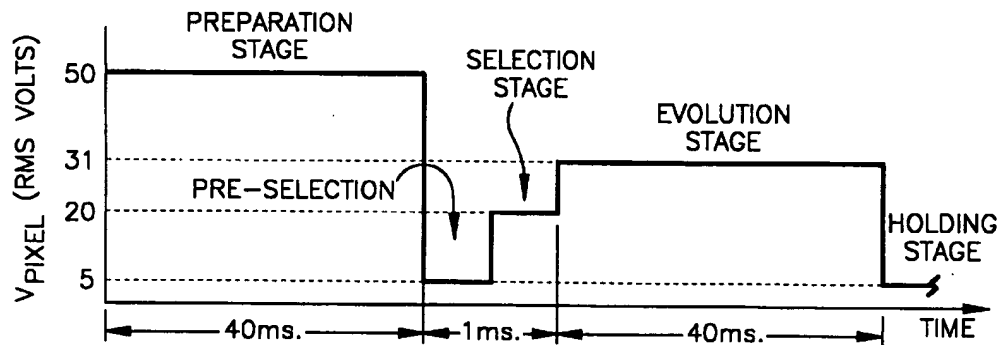 PREPARATION
STAGE
SELECTION
STAGE
EVOLUTION
STAGE
PRE-SELECTION
HOLDING
STAGE
VPIXEL (RMS VOLTS)
50
31
20
5
40ms.
1ms.
40ms.
TIME